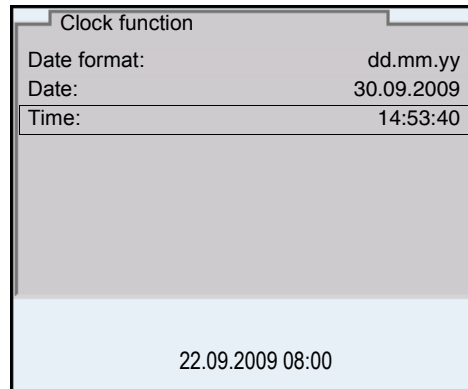 Clock function
Date format: dd.mm.yy
Date: 30.09.2009
Time: 14:53:40
22.09.2009 08:00